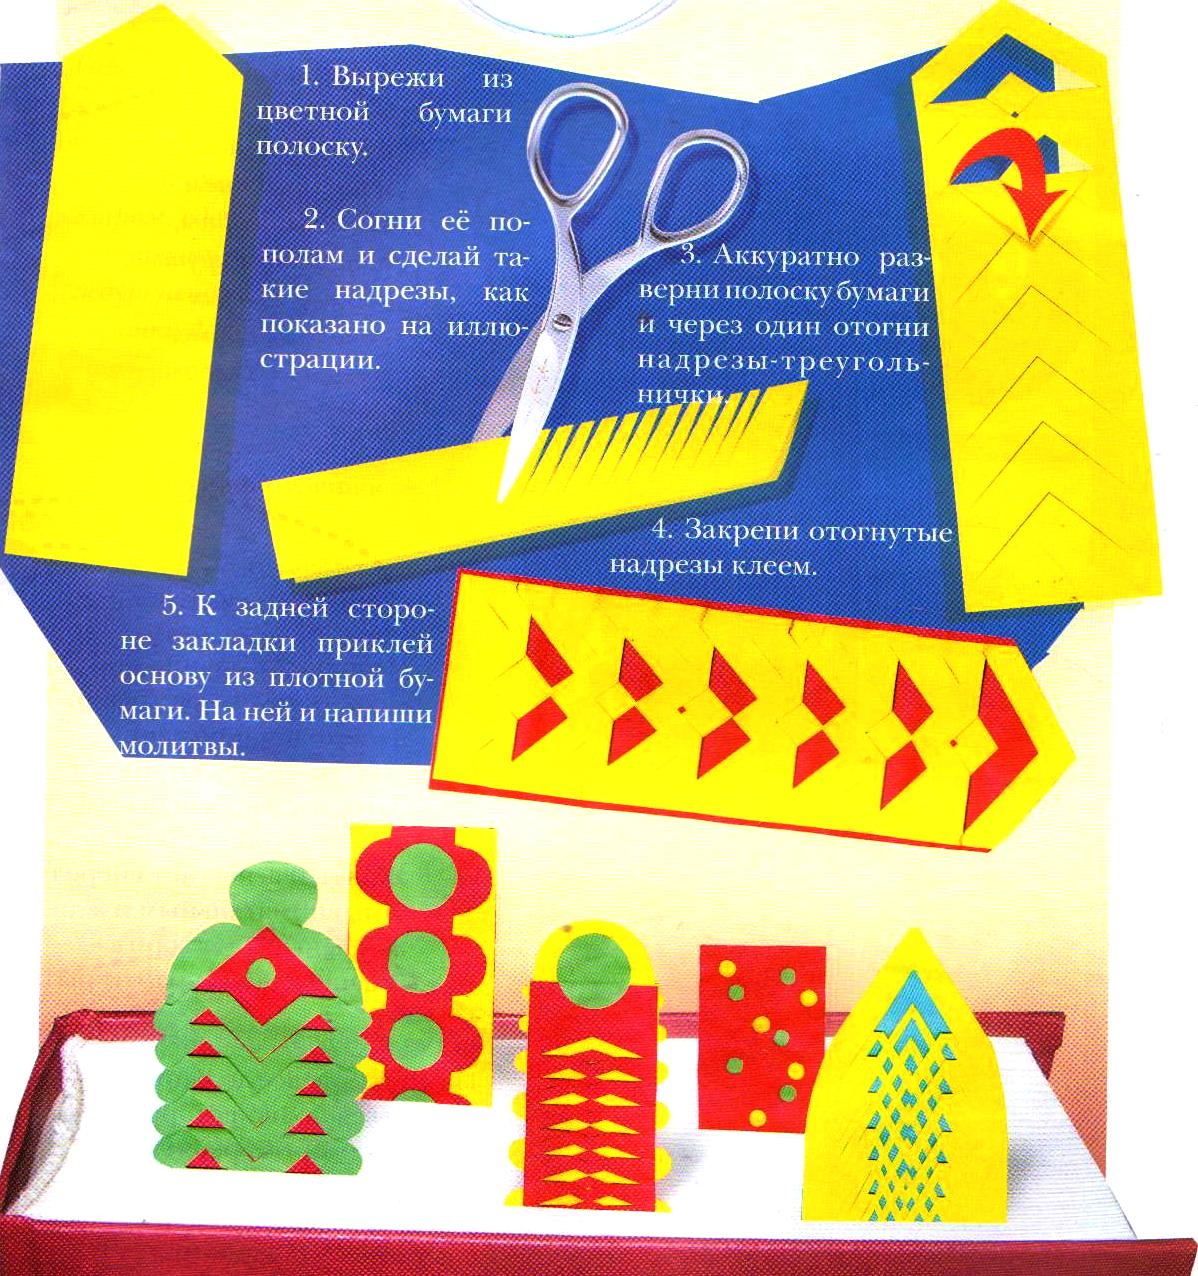 1. Вырежи из
цветной бумаги
полоску.
2. Согни её по-
полам и сделай та-
кие надрезы, как
показано на иллю-
страции.
3. Аккуратно раз-
верни полоску бумаги
и через один отогни
надрезы-треуголь-
нички.
4. Закрепи отогнутые
надрезы клеем.
5. К задней сторо-
не закладки приклей
основу из плотной бу-
маги. На ней и напиши
молитвы.